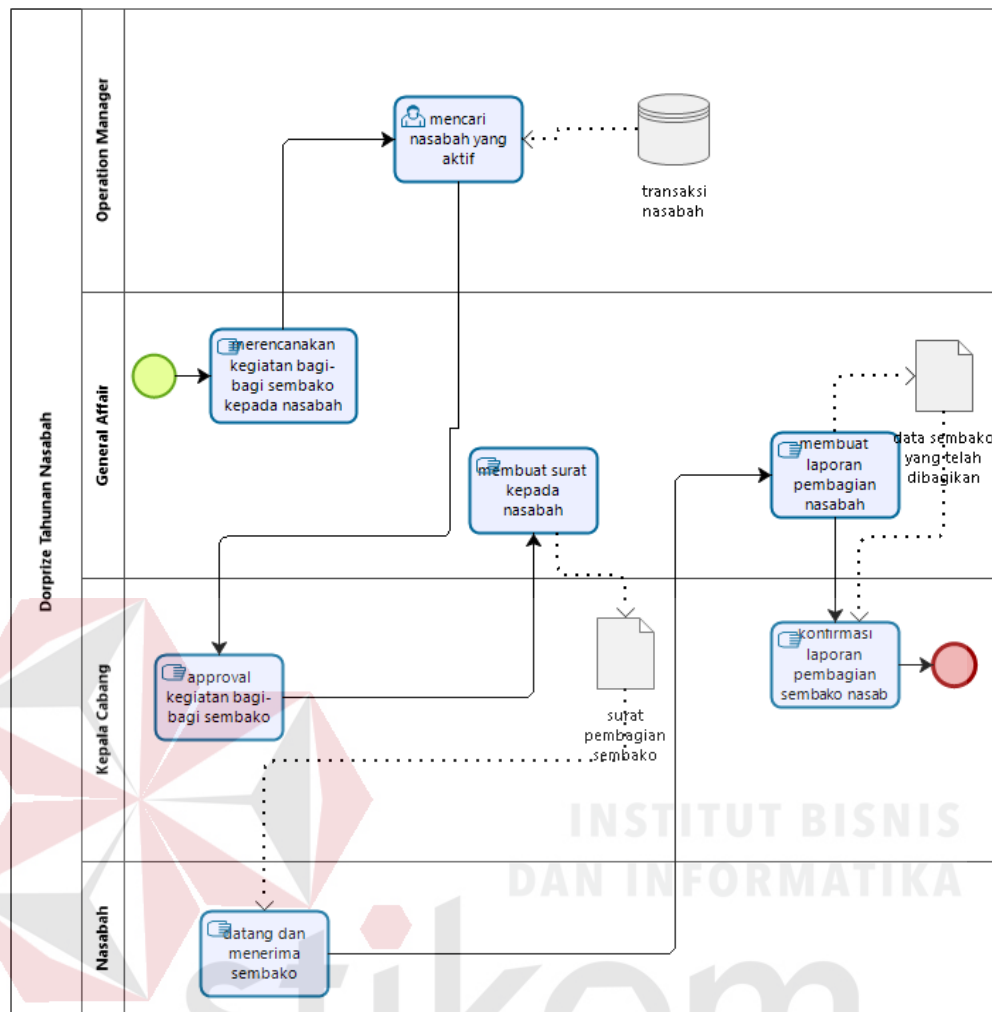 Dorprize Tahunan Nasabah
Operation Manager
mencari
nasabah yang
aktif
transaksi
nasabah
General Affair
merencanakan
kegiatan bagi-
bagi sembako
kepada nasabah
membuat surat
kepada
nasabah
membuat
laporan
pembagian
nasabah
data sembako
yang telah
dibagikan
Kepala Cabang
approval
kegiatan bagi-
bagi sembako
surat
pembagian
sembako
konfirmasi
laporan
pembagian
sembako nasab
INSTITUT BISNIS
DAN INFORMATIKA
Nasabah
datang dan
menerima
sembako
stikom